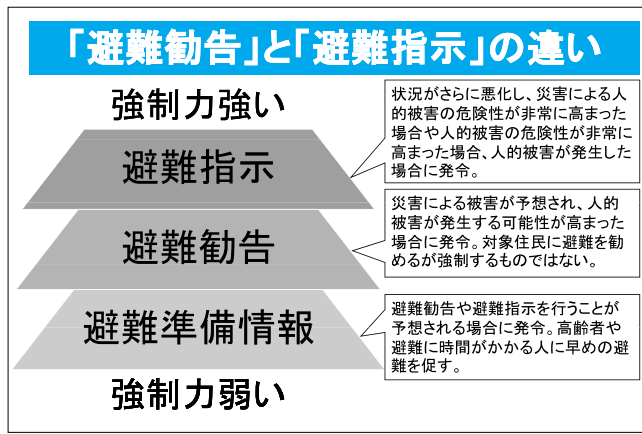 「避難勧告」と「避難指示」の違い
強制力強い
避難指示
状況がさらに悪化し、災害による人
的被害の危険性が非常に高まった
場合や人的被害の危険性が非常に
高まった場合、人的被害が発生した
場合に発令。
避難勧告
災害による被害が予想され、人的
被害が発生する可能性が高まった
場合に発令。対象住民に避難を勧
めるが強制するものではない。
避難準備情報
避難勧告や避難指示を行うことが
予想される場合に発令。高齢者や
避難に時間がかかる人に早めの避
難を促す。
強制力弱い